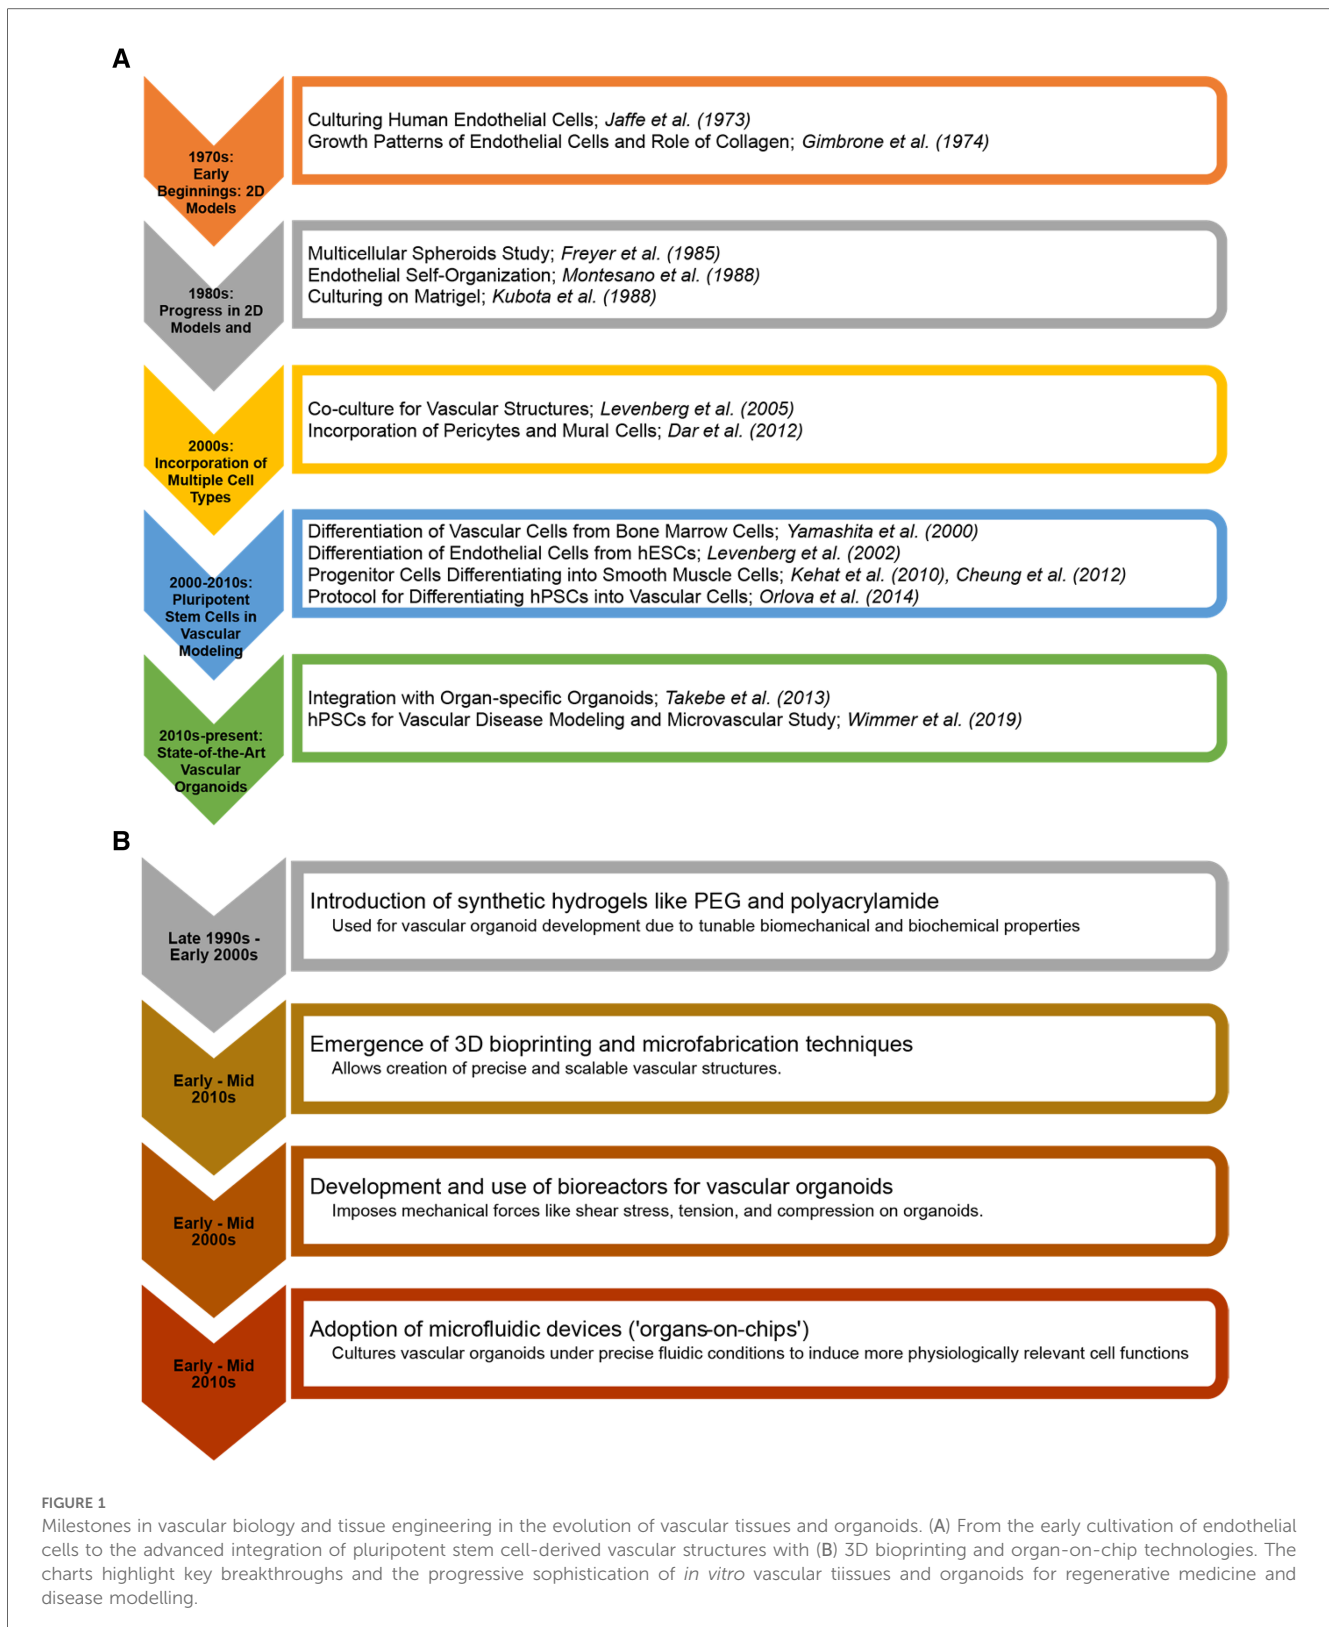 A
1970s:
Early
Beginnings: 2D
Models
Culturing Human Endothelial Cells; Jaffe et al. (1973)
Growth Patterns of Endothelial Cells and Role of Collagen; Gimbrone et al. (1974)
1980s:
Progress in 2D
Models and
Multicellular Spheroids Study; Freyer et al. (1985)
Endothelial Self-Organization; Montesano et al. (1988)
Culturing on Matrigel; Kubota et al. (1988)
2000s:
Incorporation of
Multiple Cell
Types
Co-culture for Vascular Structures; Levenberg et al. (2005)
Incorporation of Pericytes and Mural Cells; Dar et al. (2012)
2000-2010s:
Pluripotent
Stem Cells in
Vascular
Modeling
Differentiation of Vascular Cells from Bone Marrow Cells; Yamashita et al. (2000)
Differentiation of Endothelial Cells from hESCs; Levenberg et al. (2002)
Progenitor Cells Differentiating into Smooth Muscle Cells; Kehat et al. (2010), Cheung et al. (2012)
Protocol for Differentiating hPSCs into Vascular Cells; Orlova et al. (2014)
2010s-present:
State-of-the-Art
Vascular
Organoids
Integration with Organ-specific Organoids; Takebe et al. (2013)
hPSCs for Vascular Disease Modeling and Microvascular Study; Wimmer et al. (2019)
B
Late 1990s -
Early 2000s
Introduction of synthetic hydrogels like PEG and polyacrylamide
Used for vascular organoid development due to tunable biomechanical and biochemical properties
Early - Mid
2010s
Emergence of 3D bioprinting and microfabrication techniques
Allows creation of precise and scalable vascular structures.
Early - Mid
2000s
Development and use of bioreactors for vascular organoids
Imposes mechanical forces like shear stress, tension, and compression on organoids.
Early - Mid
2010s
Adoption of microfluidic devices ('organs-on-chips')
Cultures vascular organoids under precise fluidic conditions to induce more physiologically relevant cell functions
FIGURE 1
Milestones in vascular biology and tissue engineering in the evolution of vascular tissues and organoids. (A) From the early cultivation of endothelial
cells to the advanced integration of pluripotent stem cell-derived vascular structures with (B) 3D bioprinting and organ-on-chip technologies. The
charts highlight key breakthroughs and the progressive sophistication of in vitro vascular tiissues and organoids for regenerative medicine and
disease modelling.